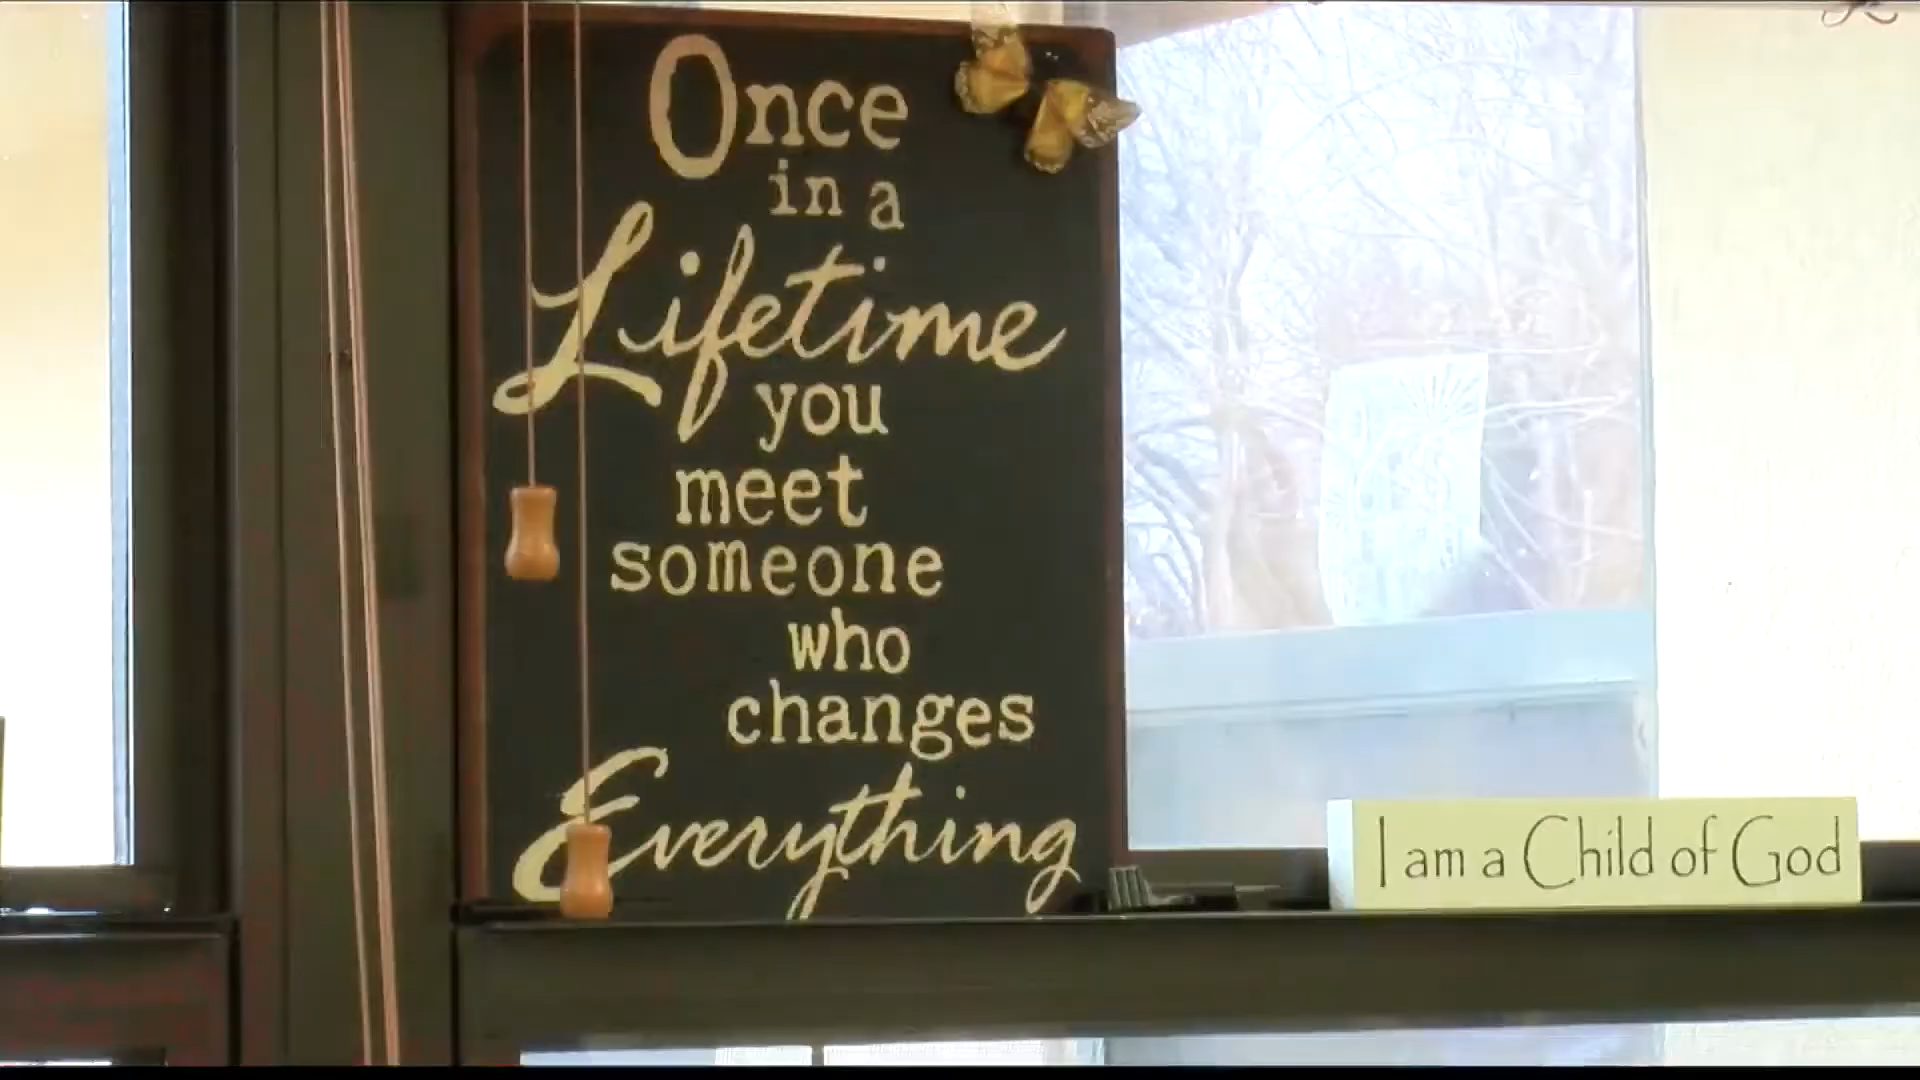 Once
in a
Lifetime
you
meet
someone
who
changes
Everything
I am a Child of God